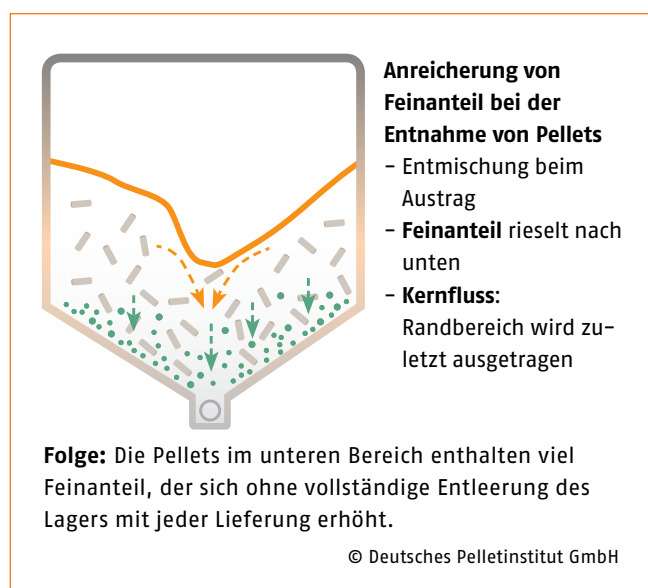 Anreicherung von
Feinanteil bei der
Entnahme von Pellets
– Entmischung beim
Austrag
– Feinanteil rieselt nach
unten
– Kernfluss:
Randbereich wird zu-
letzt ausgetragen
Folge: Die Pellets im unteren Bereich enthalten viel
Feinanteil, der sich ohne vollständige Entleerung des
Lagers mit jeder Lieferung erhöht.
© Deutsches Pelletinstitut GmbH